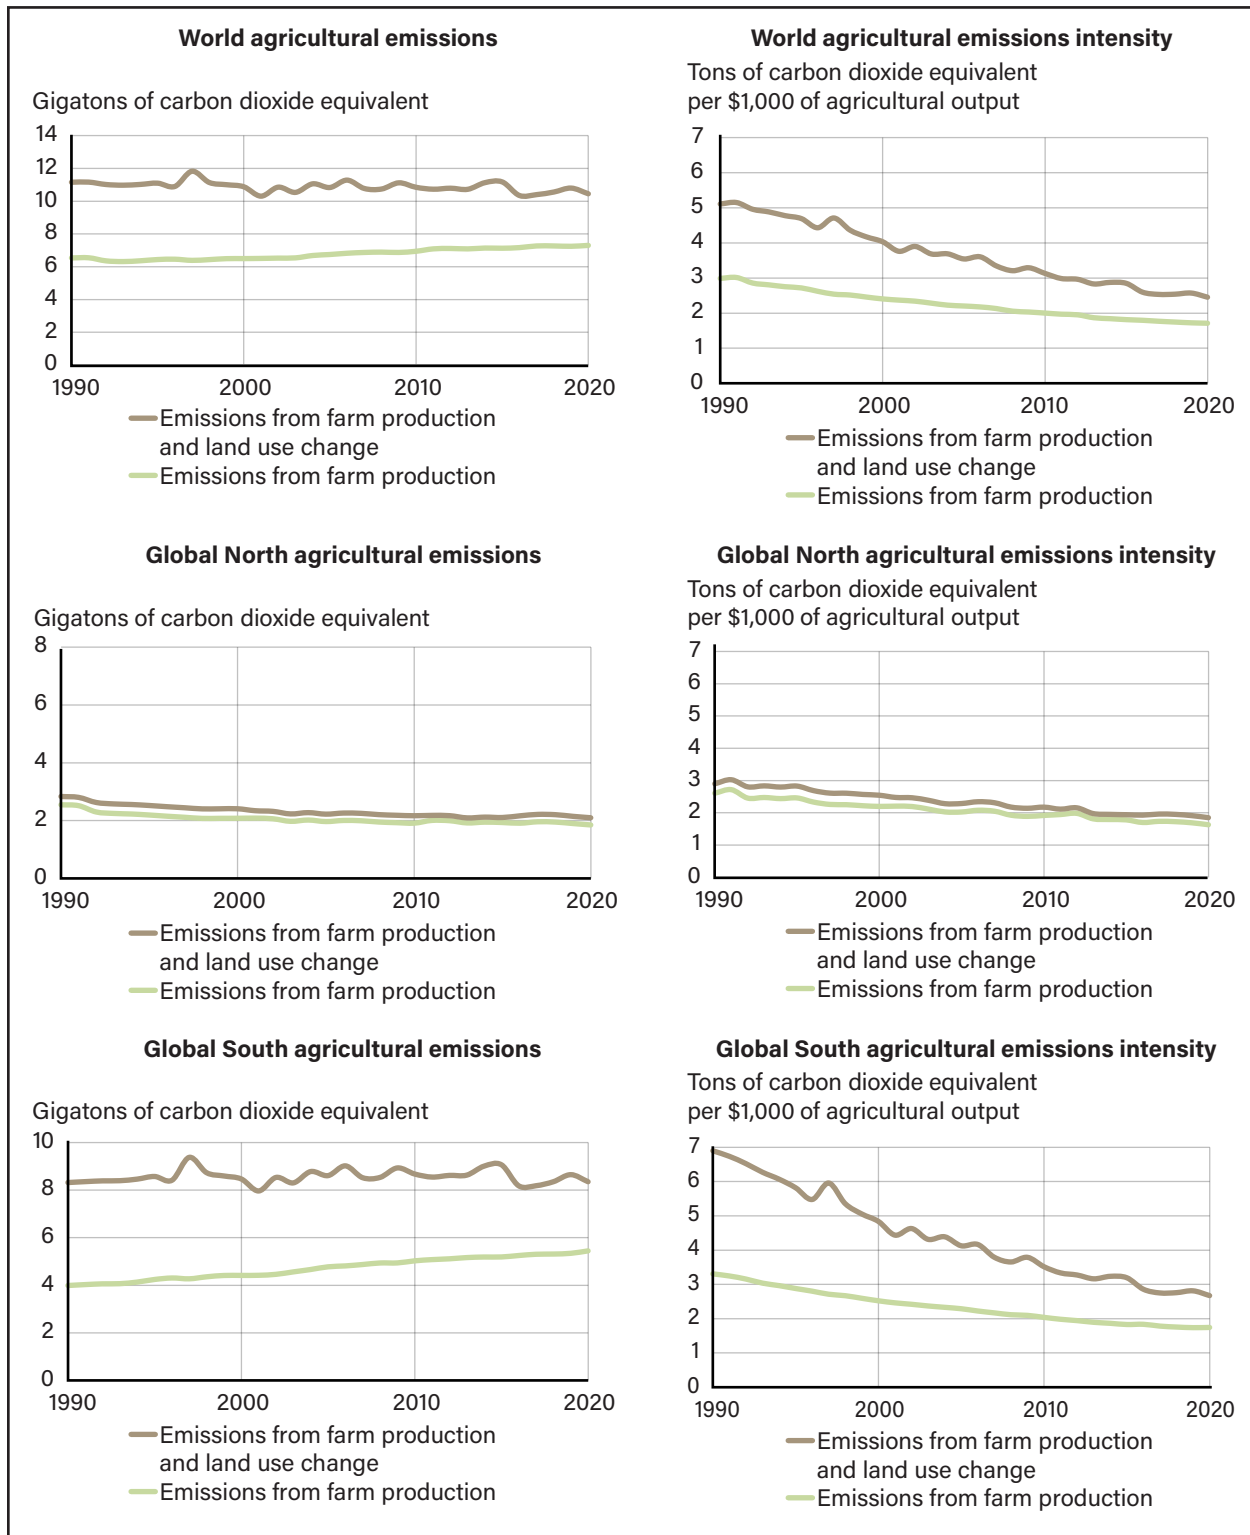 World agricultural emissions
Gigatons of carbon dioxide equivalent
14
12
10
8
6
4
2
0
1990
2000
2010
2020
Emissions from farm production
and land use change
Emissions from farm production
World agricultural emissions intensity
Tons of carbon dioxide equivalent
per $1,000 of agricultural output
7
6
5
4
3
2
1
0
1990
2000
2010
2020
Emissions from farm production
and land use change
Emissions from farm production
Global North agricultural emissions
Gigatons of carbon dioxide equivalent
8
6
4
2
0
1990
2000
2010
2020
Emissions from farm production
and land use change
Emissions from farm production
Global North agricultural emissions intensity
Tons of carbon dioxide equivalent
per $1,000 of agricultural output
7
6
5
4
3
2
1
0
1990
2000
2010
2020
Emissions from farm production
and land use change
Emissions from farm production
Global South agricultural emissions
Gigatons of carbon dioxide equivalent
10
8
6
4
2
0
1990
2000
2010
2020
Emissions from farm production
and land use change
Emissions from farm production
Global South agricultural emissions intensity
Tons of carbon dioxide equivalent
per $1,000 of agricultural output
7
6
5
4
3
2
1
0
1990
2000
2010
2020
Emissions from farm production
and land use change
Emissions from farm production